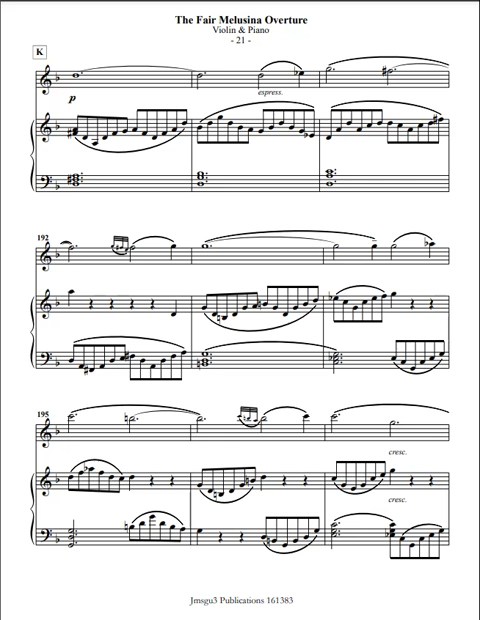 The Fair Melusina Overture
Violin & Piano
- 21 -
K
p
espress.
192
195
cresc.
cresc.
Jmsgu3 Publications 161383